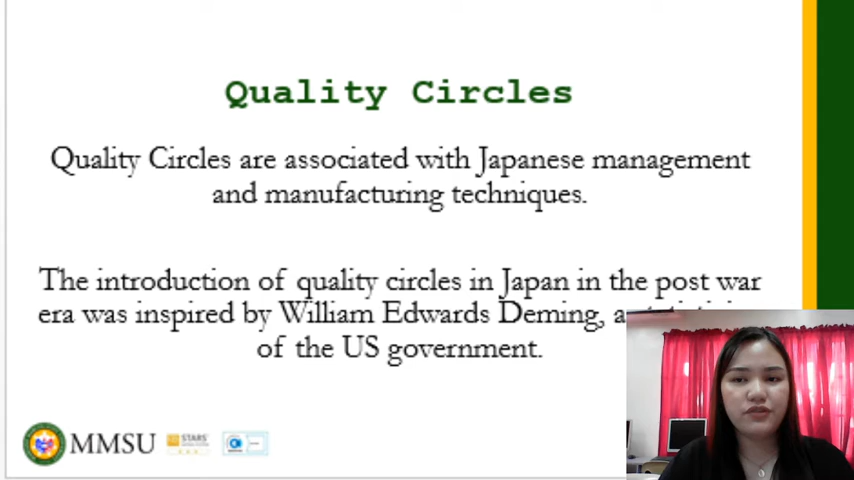 Quality Circles
Quality Circles are associated with Japanese management
and manufacturing techniques.
The introduction of quality circles in Japan in the post war
era was inspired by William Edwards Deming, a
of the US government.
MMSU
STARS